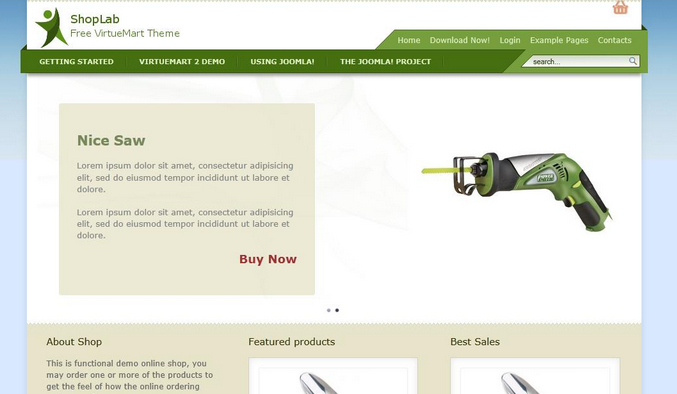 ShopLab
Free VirtueMart Theme
Home Download Now! Login Example Pages Contacts
GETTING STARTED VIRTUEMART 2 DEMO USING JOOMLA! THE JOOMLA! PROJECT
search...
Nice Saw
Lorem ipsum dolor sit amet, consectetur adipisicing
elit, sed do eiusmod tempor incididunt ut labore et
dolore.
Lorem ipsum dolor sit amet, consectetur adipisicing
elit, sed do eiusmod tempor incididunt ut labore et
dolore.
Buy Now
About Shop
This is functional demo online shop, you
may order one or more of the products to
get the feel of how the online ordering
Featured products
Best Sales